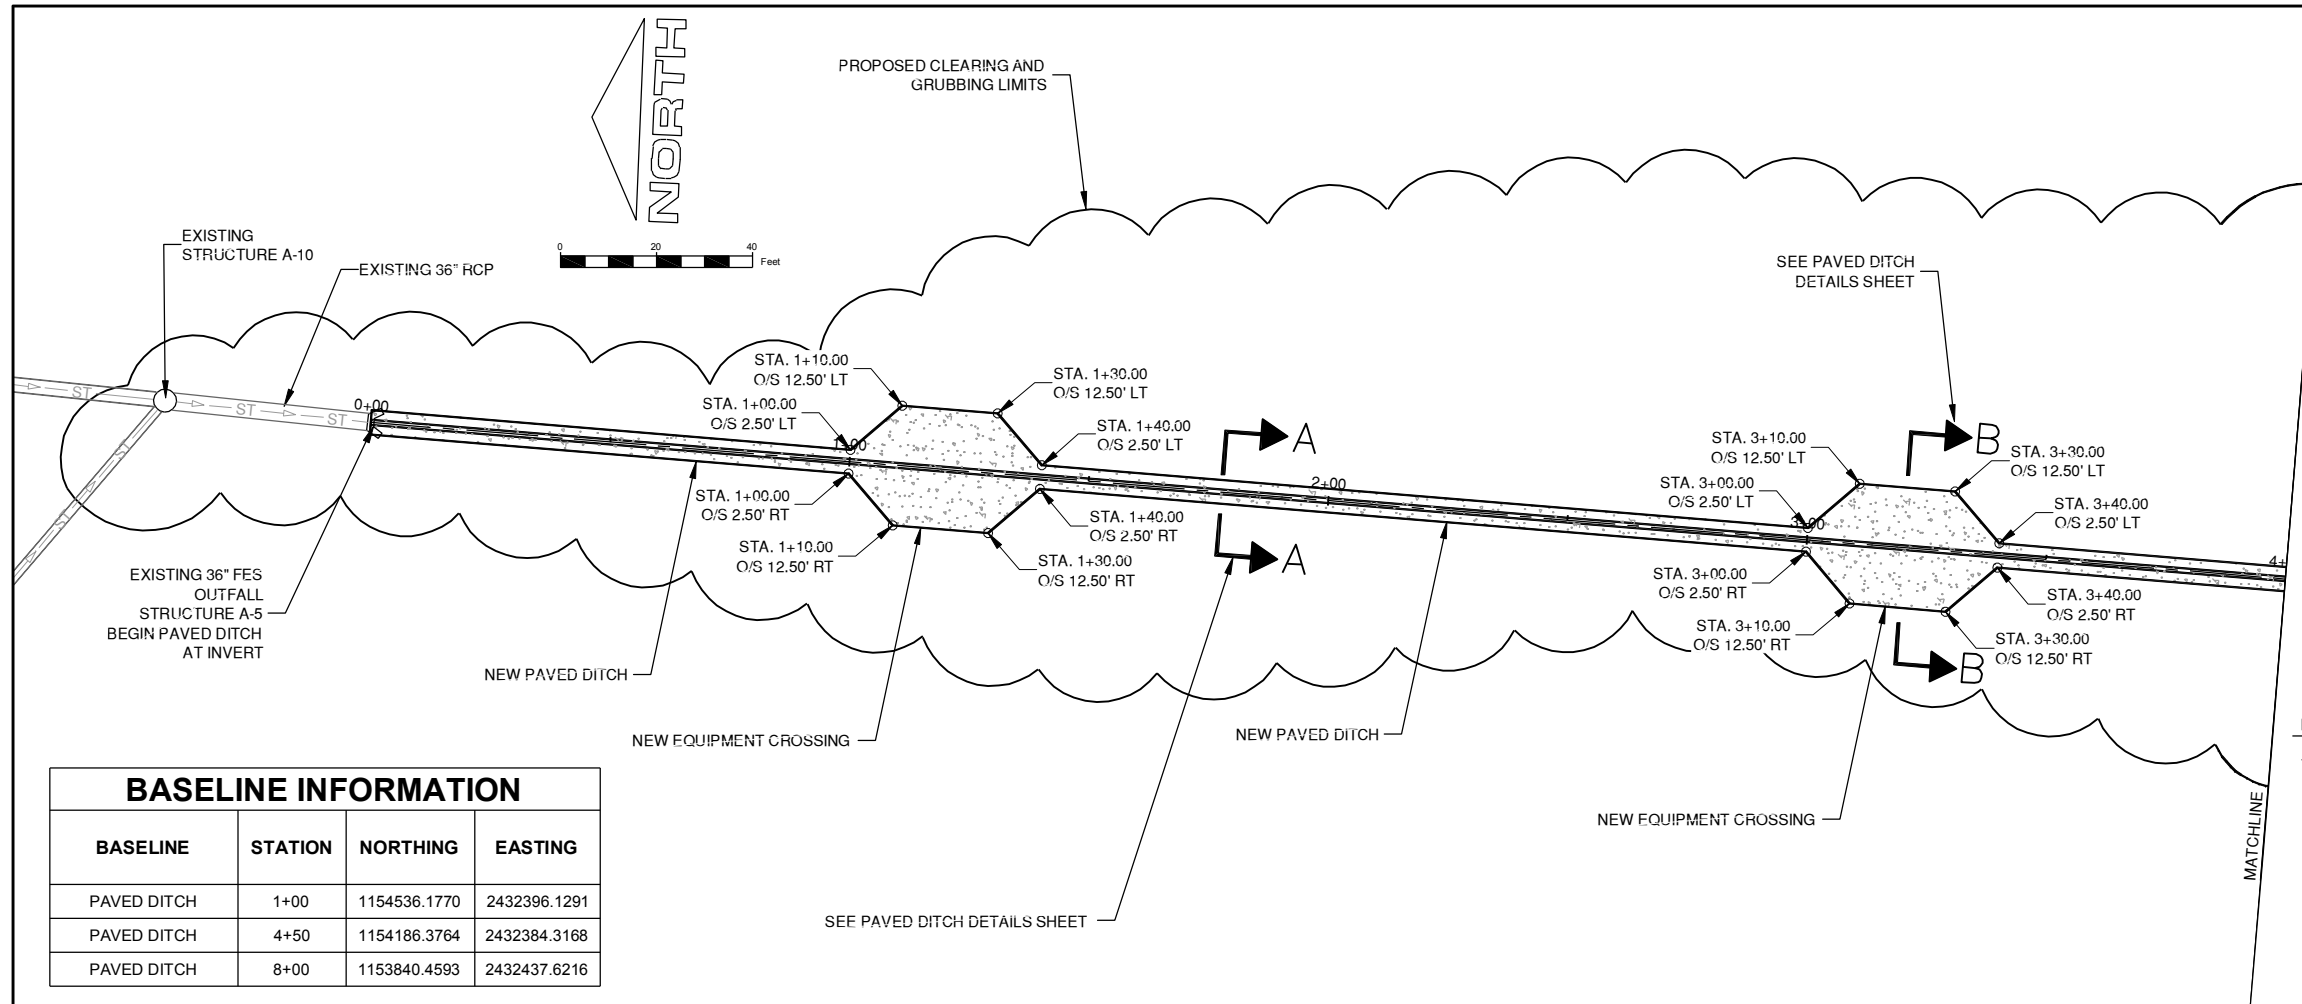 NORTH
PROPOSED CLEARING AND
GRUBBING LIMITS
0 20 40
Feet
EXISTING
STRUCTURE A-10
EXISTING 36" RCP
SEE PAVED DITCH
DETAILS SHEET
ST
ST
ST
ST
ST
0+00
STA. 1+10.00
O/S 12.50' LT
STA. 1+30.00
O/S 12.50' LT
STA. 1+00.00
O/S 2.50' LT
STA. 1+40.00
O/S 2.50' LT
1+00
A
STA. 1+00.00
O/S 2.50' RT
STA. 1+40.00
O/S 2.50' RT
STA. 1+10.00
O/S 12.50' RT
STA. 1+30.00
O/S 12.50' RT
A
2+00
STA. 3+10.00
O/S 12.50' LT
B
STA. 3+30.00
O/S 12.50' LT
STA. 3+00.00
O/S 2.50' LT
STA. 3+40.00
O/S 2.50' LT
3+00
4+
STA. 3+00.00
O/S 2.50' RT
STA. 3+40.00
O/S 2.50' RT
STA. 3+10.00
O/S 12.50' RT
STA. 3+30.00
O/S 12.50' RT
B
EXISTING 36" FES
OUTFALL
STRUCTURE A-5
BEGIN PAVED DITCH
AT INVERT
NEW PAVED DITCH
NEW EQUIPMENT CROSSING
NEW PAVED DITCH
NEW EQUIPMENT CROSSING
SEE PAVED DITCH DETAILS SHEET
MATCHLINE
BASELINE INFORMATION
BASELINE STATION NORTHING EASTING
PAVED DITCH 1+00 1154536.1770 2432396.1291
PAVED DITCH 4+50 1154186.3764 2432384.3168
PAVED DITCH 8+00 1153840.4593 2432437.6216